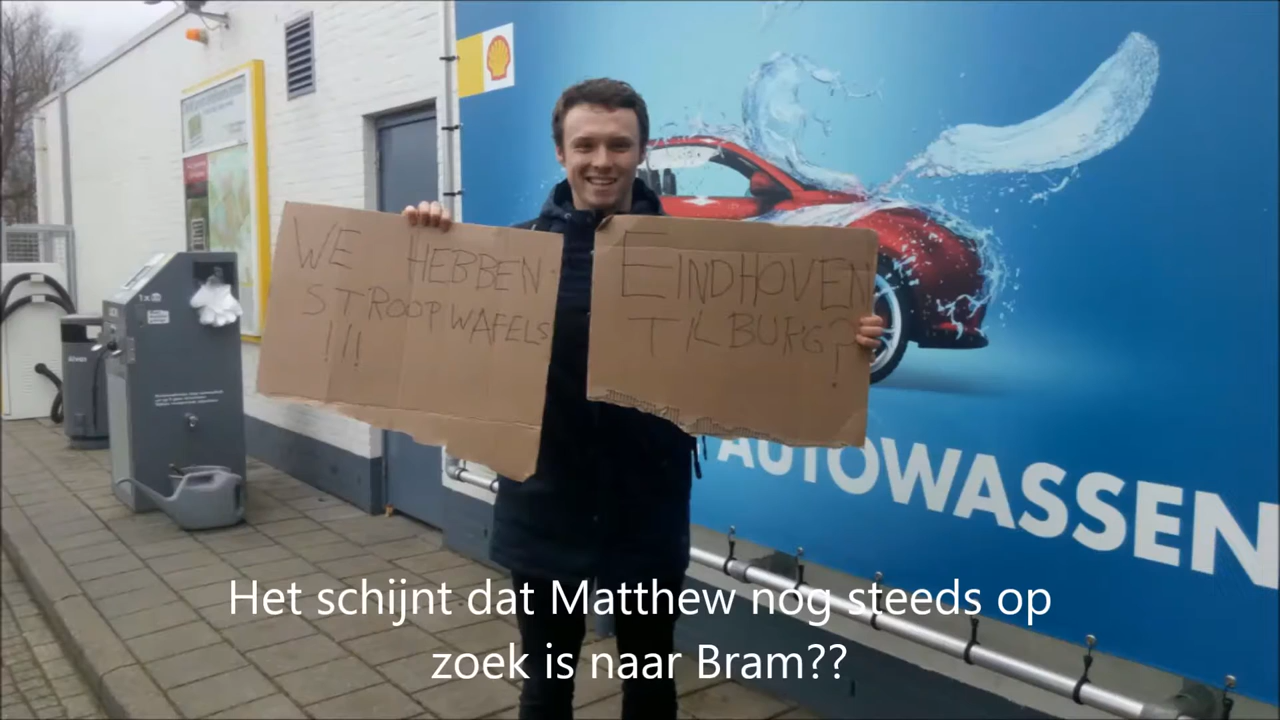 WE HEBBEN
STROOPWAFELS
!!!
EINDHOVEN
TILBURG?
AUTOWASSEN
Het schijnt dat Matthew nog steeds op
zoek is naar Bram??